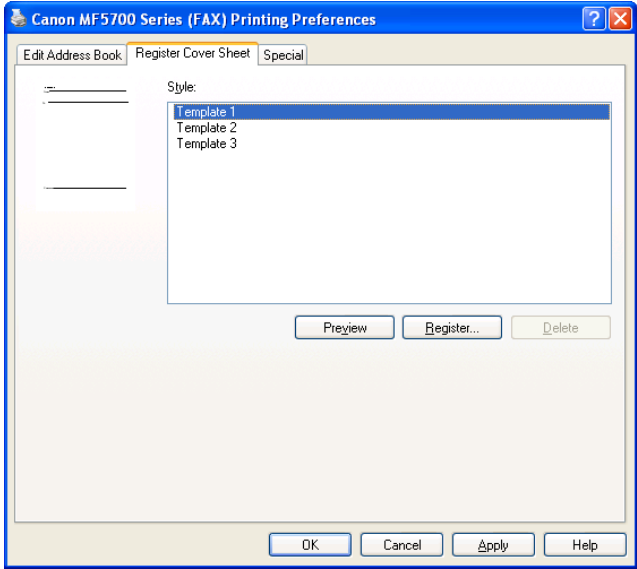 Canon MF5700 Series (FAX) Printing Preferences
Edit Address Book Register Cover Sheet Special
Style:
Template 1
Template 2
Template 3
Preview Register... Delete
OK Cancel Apply Help